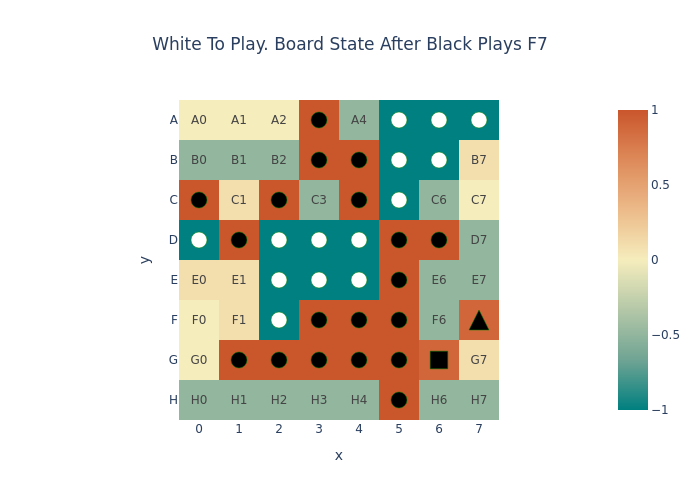 White To Play. Board State After Black Plays F7
A A0 A1 A2 A4
B B0 B1 B2 B7
C C1 C3 C6 C7
D D7
E E0 E1 E6 E7
F F0 F1 F6
G G0 G7
H H0 H1 H2 H3 H4 H6 H7
0 1 2 3 4 5 6 7
x
y
1
0.5
0
−0.5
−1